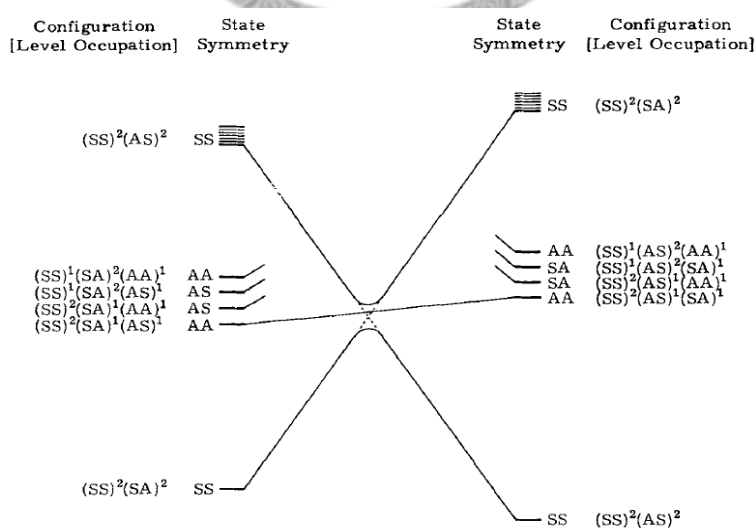 Configuration State State Configuration
[Level Occupation] Symmetry Symmetry [Level Occupation]
(SS)²(AS)² SS
SS (SS)²(SA)²
(SS)¹(SA)²(AA)¹ AA
(SS)¹(SA)²(AS)¹ AS
(SS)²(SA)¹(AA)¹ AS
(SS)²(SA)¹(AS)¹ AA
AA (SS)¹(AS)²(AA)¹
SA (SS)¹(AS)²(SA)¹
SA (SS)²(AS)¹(AA)¹
AA (SS)²(AS)¹(SA)¹
(SS)²(SA)² SS
SS (SS)²(AS)²